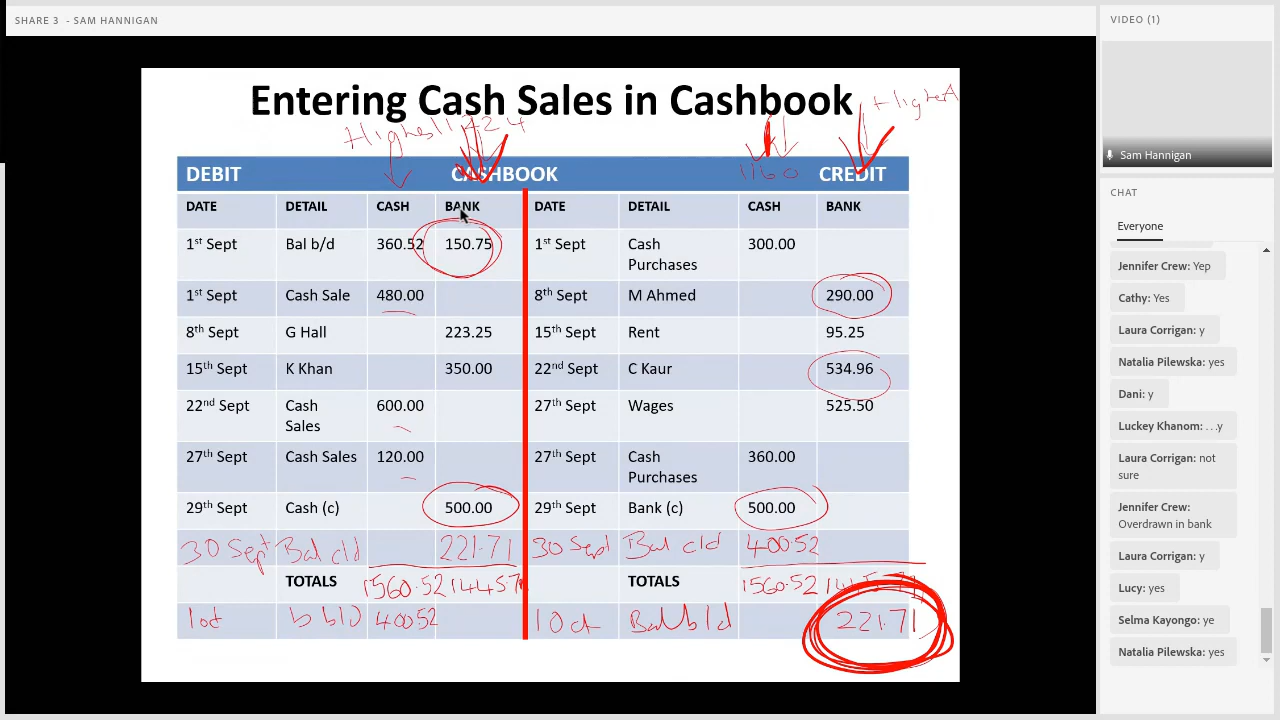 SHARE 3 - SAM HANNIGAN
VIDEO (1)
Sam Hannigan
Entering Cash Sales in Cashbook
1160
DEBIT CASHBOOK CREDIT
DATE DETAIL CASH BANK DATE DETAIL CASH BANK
1st Sept Bal b/d 360.52 150.75 1st Sept Cash Purchases 300.00
1st Sept Cash Sale 480.00 8th Sept M Ahmed 290.00
8th Sept G Hall 223.25 15th Sept Rent 95.25
15th Sept K Khan 350.00 22nd Sept C Kaur 534.96
22nd Sept Cash Sales 600.00 27th Sept Wages 525.50
27th Sept Cash Sales 120.00 27th Sept Cash Purchases 360.00
29th Sept Cash (c) 500.00 29th Sept Bank (c) 500.00
30 Sept Bal c/d 221.71 30 Sept Bal c/d 400.52
TOTALS 1560.52 TOTALS 1560.52
1 oct b b/D 400.52 1 Oct Bal b/d 221.71
CHAT
Everyone
Jennifer Crew: Yep
Cathy: Yes
Laura Corrigan: y
Natalia Pilewska: yes
Dani: y
Luckey Khanom: . . .y
Laura Corrigan: not
sure
Jennifer Crew:
Overdrawn in bank
Laura Corrigan: y
Lucy: yes
Selma Kayongo: ye
Natalia Pilewska: yes